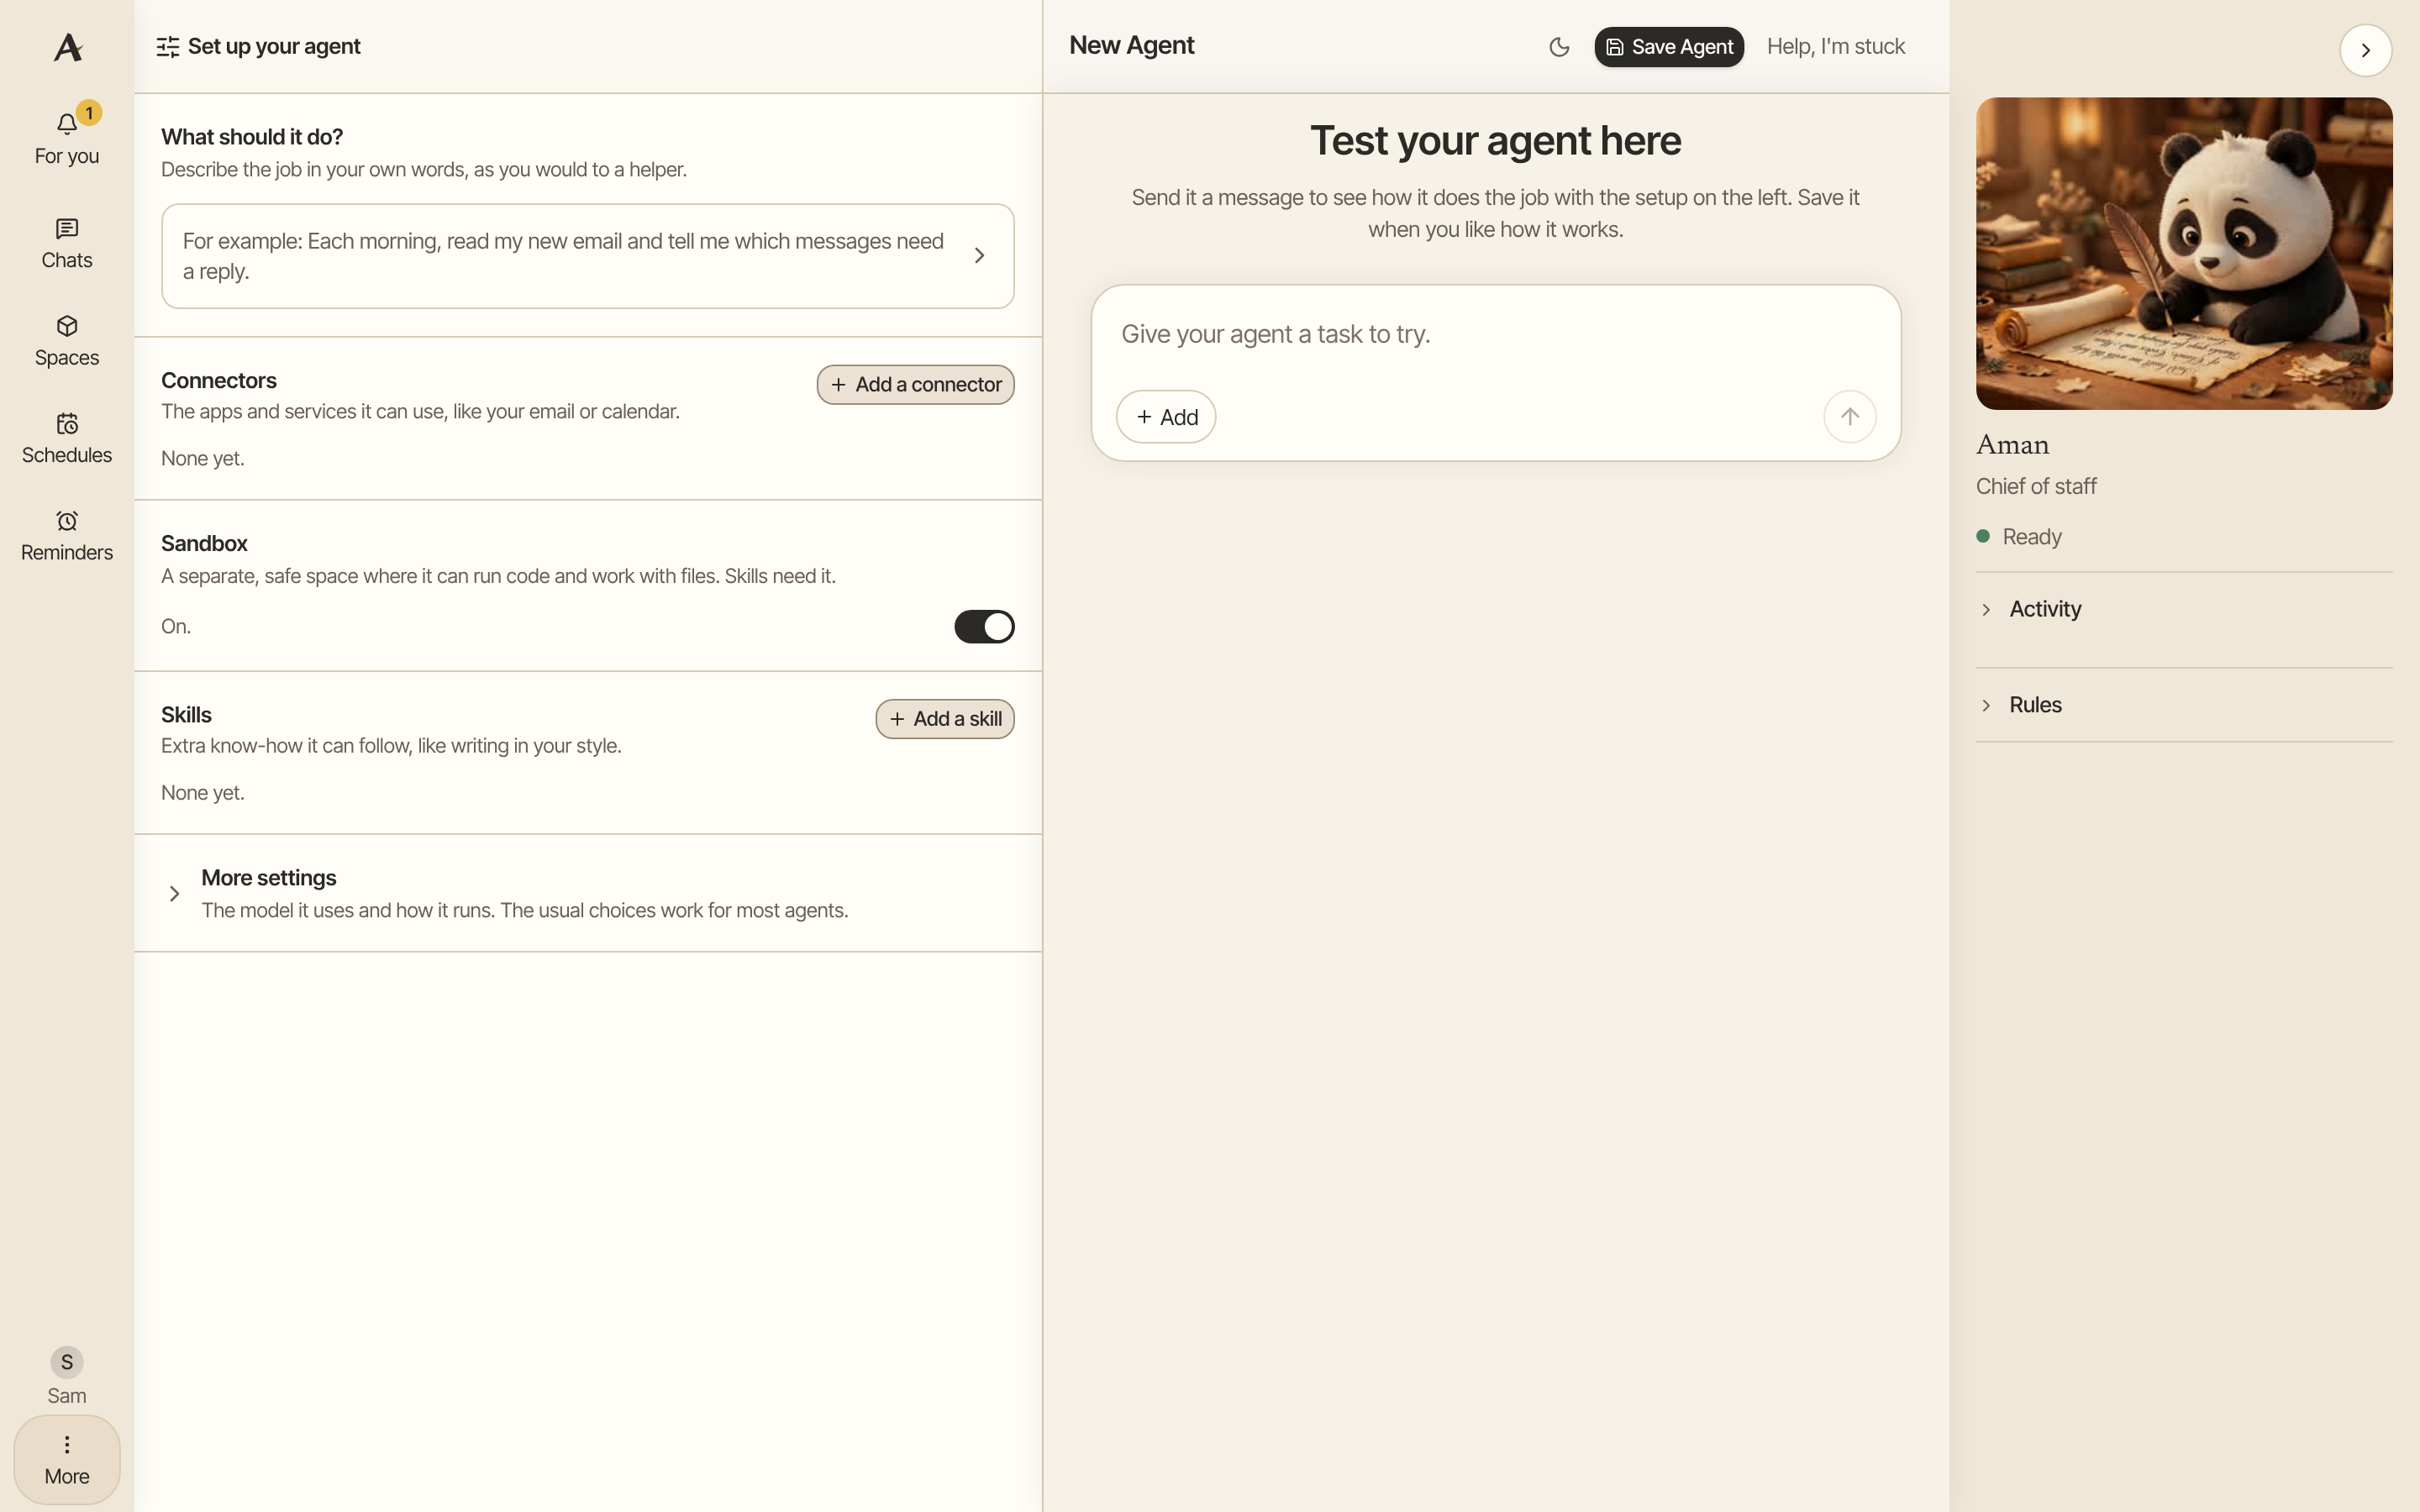 For you
1
Chats
Spaces
Schedules
Reminders
S
Sam
More
Set up your agent
What should it do?
Describe the job in your own words, as you would to a helper.
For example: Each morning, read my new email and tell me which messages need
a reply.
Connectors
Add a connector
The apps and services it can use, like your email or calendar.
None yet.
Sandbox
A separate, safe space where it can run code and work with files. Skills need it.
On.
Skills
Add a skill
Extra know-how it can follow, like writing in your style.
None yet.
More settings
The model it uses and how it runs. The usual choices work for most agents.
New Agent
Save Agent
Help, I'm stuck
Test your agent here
Send it a message to see how it does the job with the setup on the left. Save it
when you like how it works.
Give your agent a task to try.
Add
Aman
Chief of staff
Ready
Activity
Rules